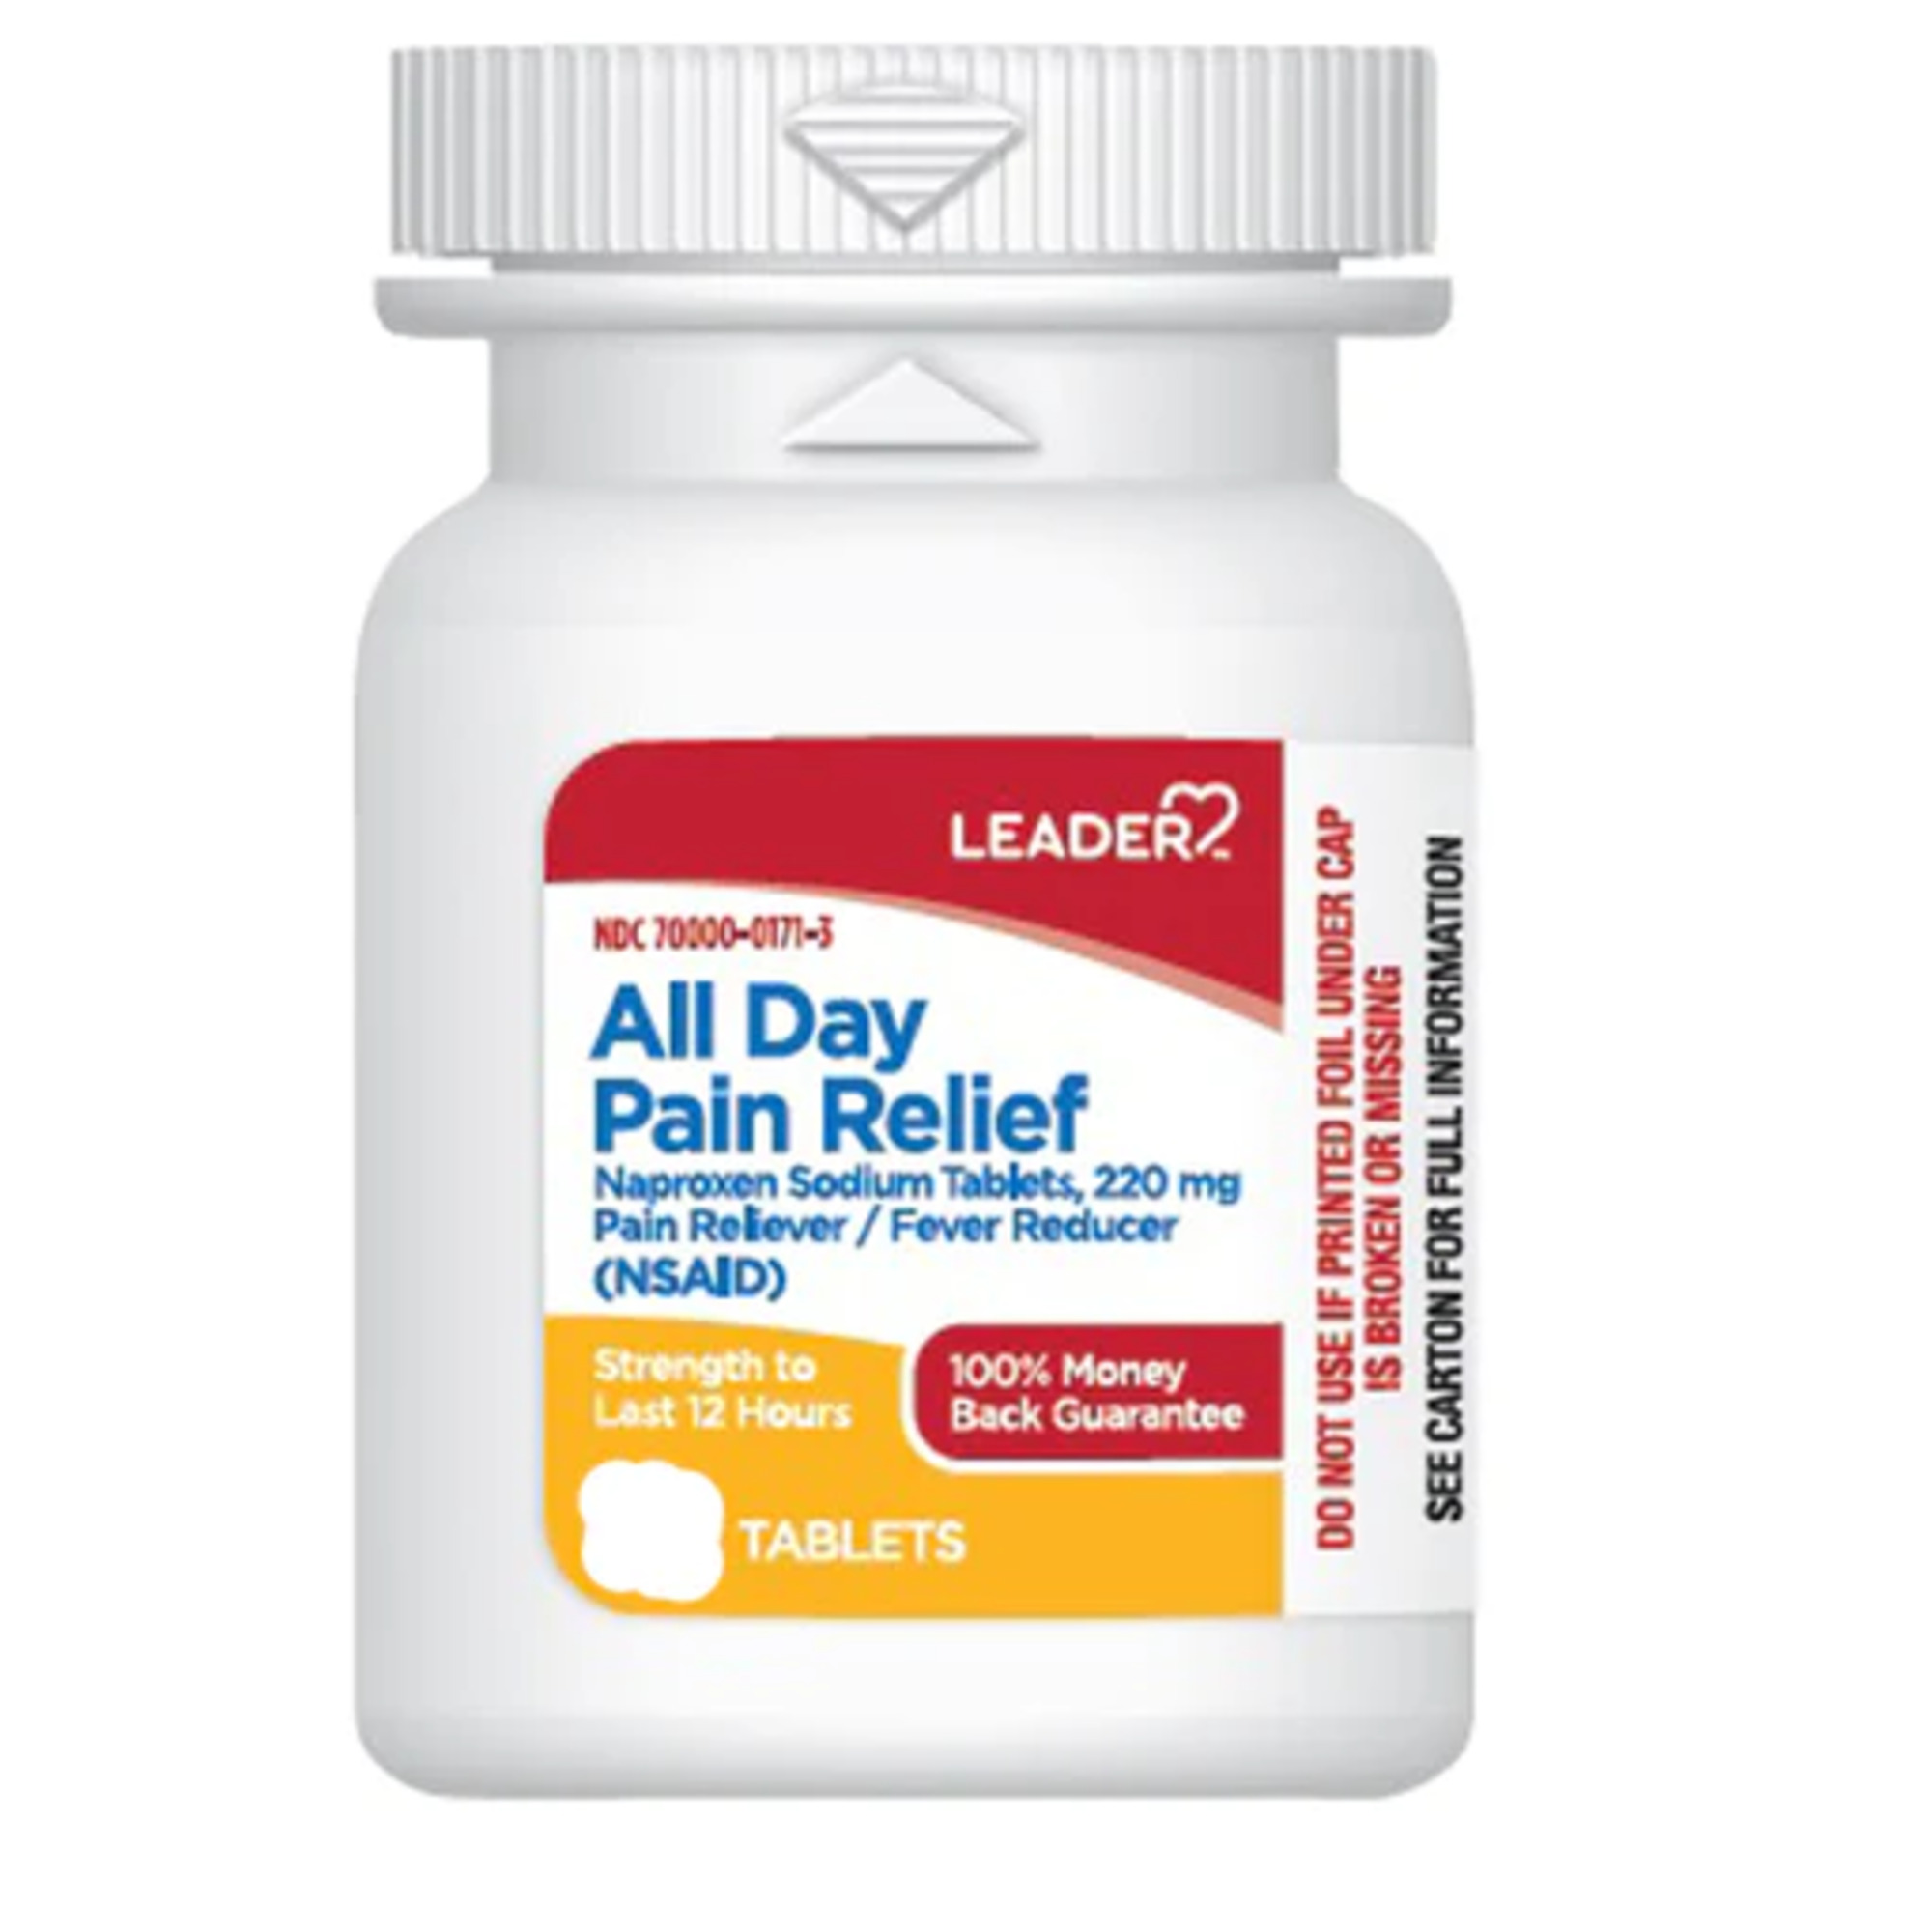 LEADER
NDC 70000-0171-3
All Day
Pain Relief
Naproxen Sodium Tablets, 220 mg
Pain Reliever / Fever Reducer
(NSAID)
Strength to
Last 12 Hours
100% Money
Back Guarantee
TABLETS
DO NOT USE IF PRINTED FOIL UNDER CAP
IS BROKEN OR MISSING
SEE CARTON FOR FULL INFORMATION